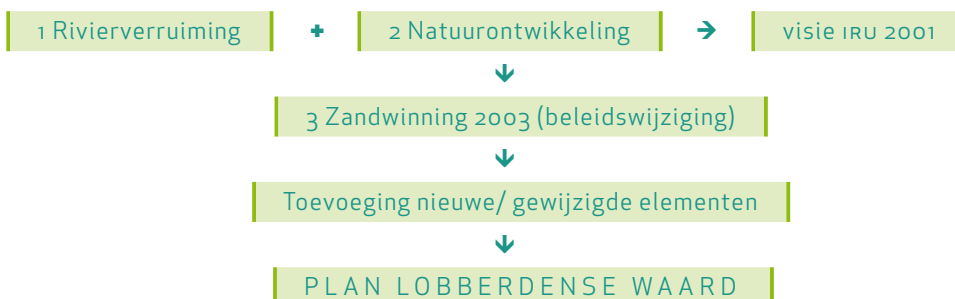 1 Rivierverruiming + 2 Natuurontwikkeling → visie IRU 2001
3 Zandwinning 2003 (beleidswijziging)
Toevoeging nieuwe/ gewijzigde elementen
PLAN LOBBERDENSE WAARD